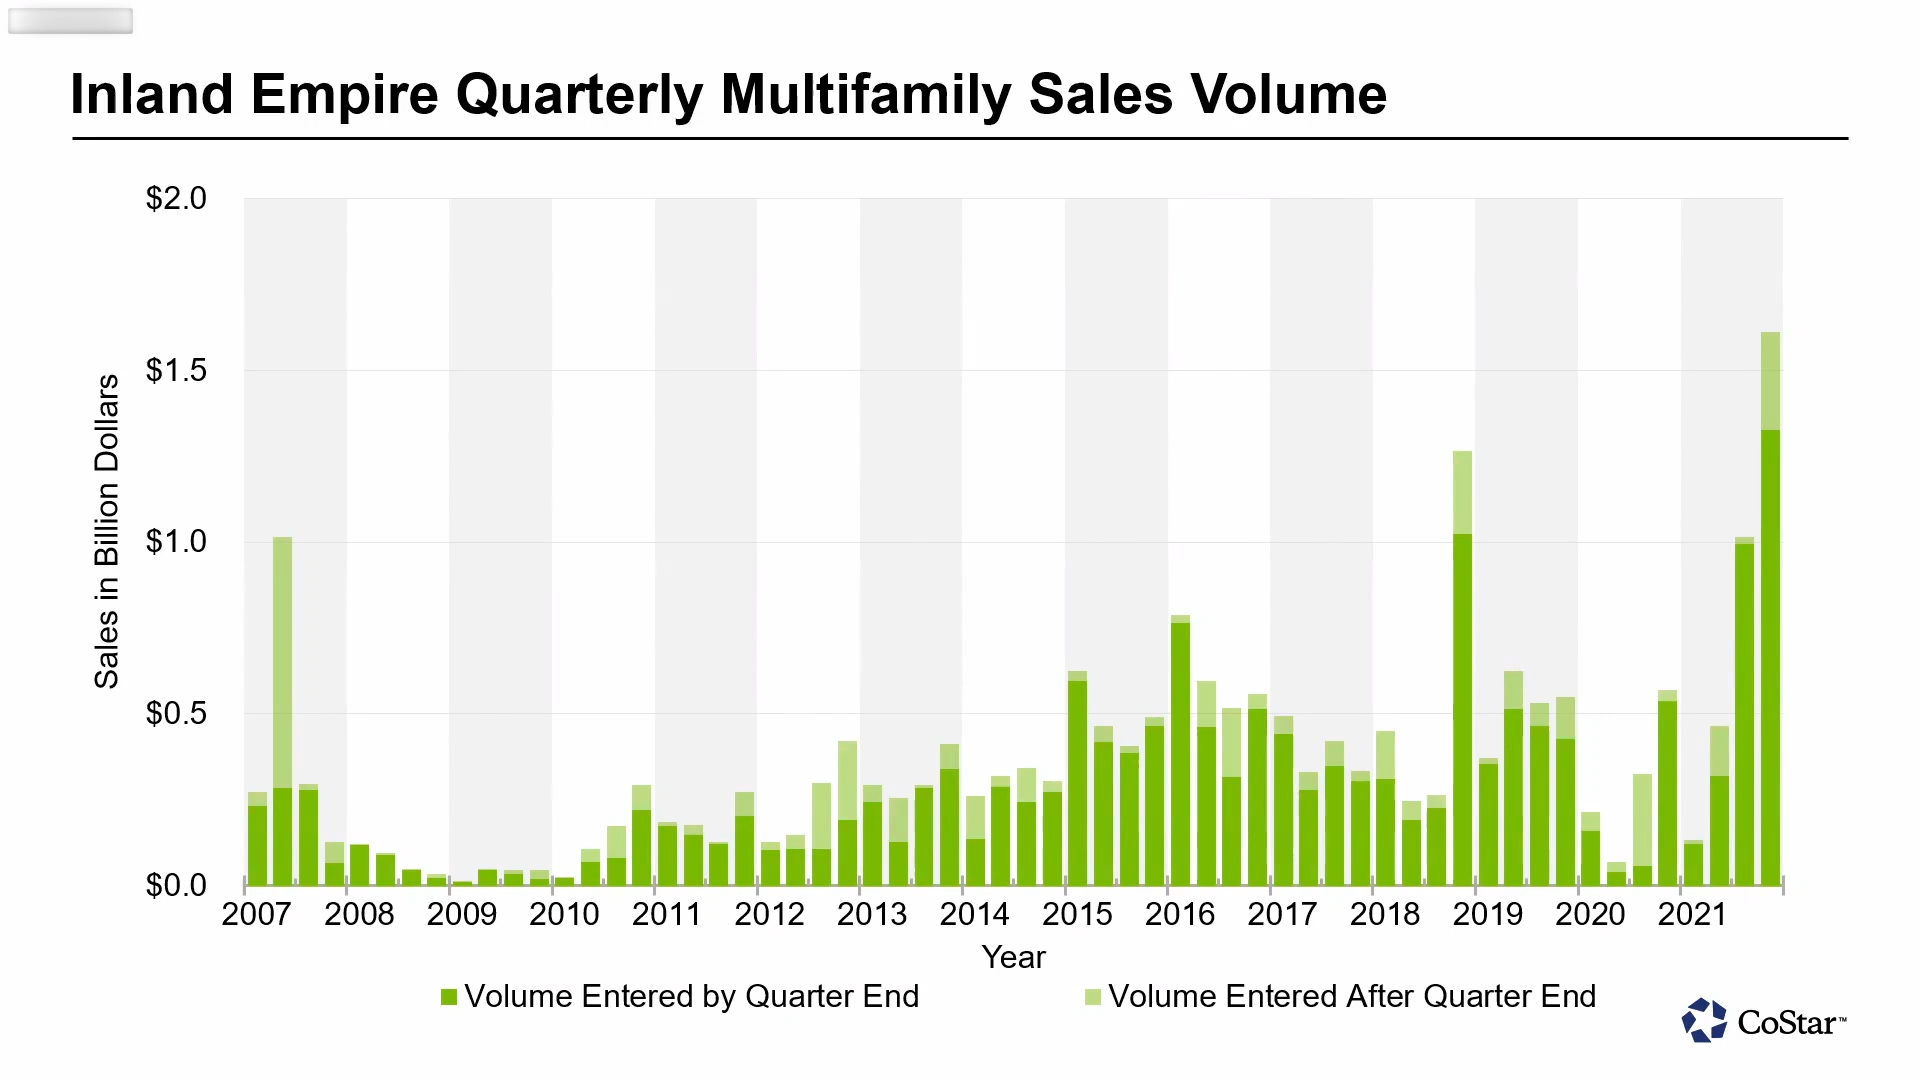 Inland Empire Quarterly Multifamily Sales Volume
$2.0
$1.5
$1.0
$0.5
$0.0
Sales in Billion Dollars
2007 2008 2009 2010 2011 2012 2013 2014 2015 2016 2017 2018 2019 2020 2021
Year
Volume Entered by Quarter End Volume Entered After Quarter End
CoStar™